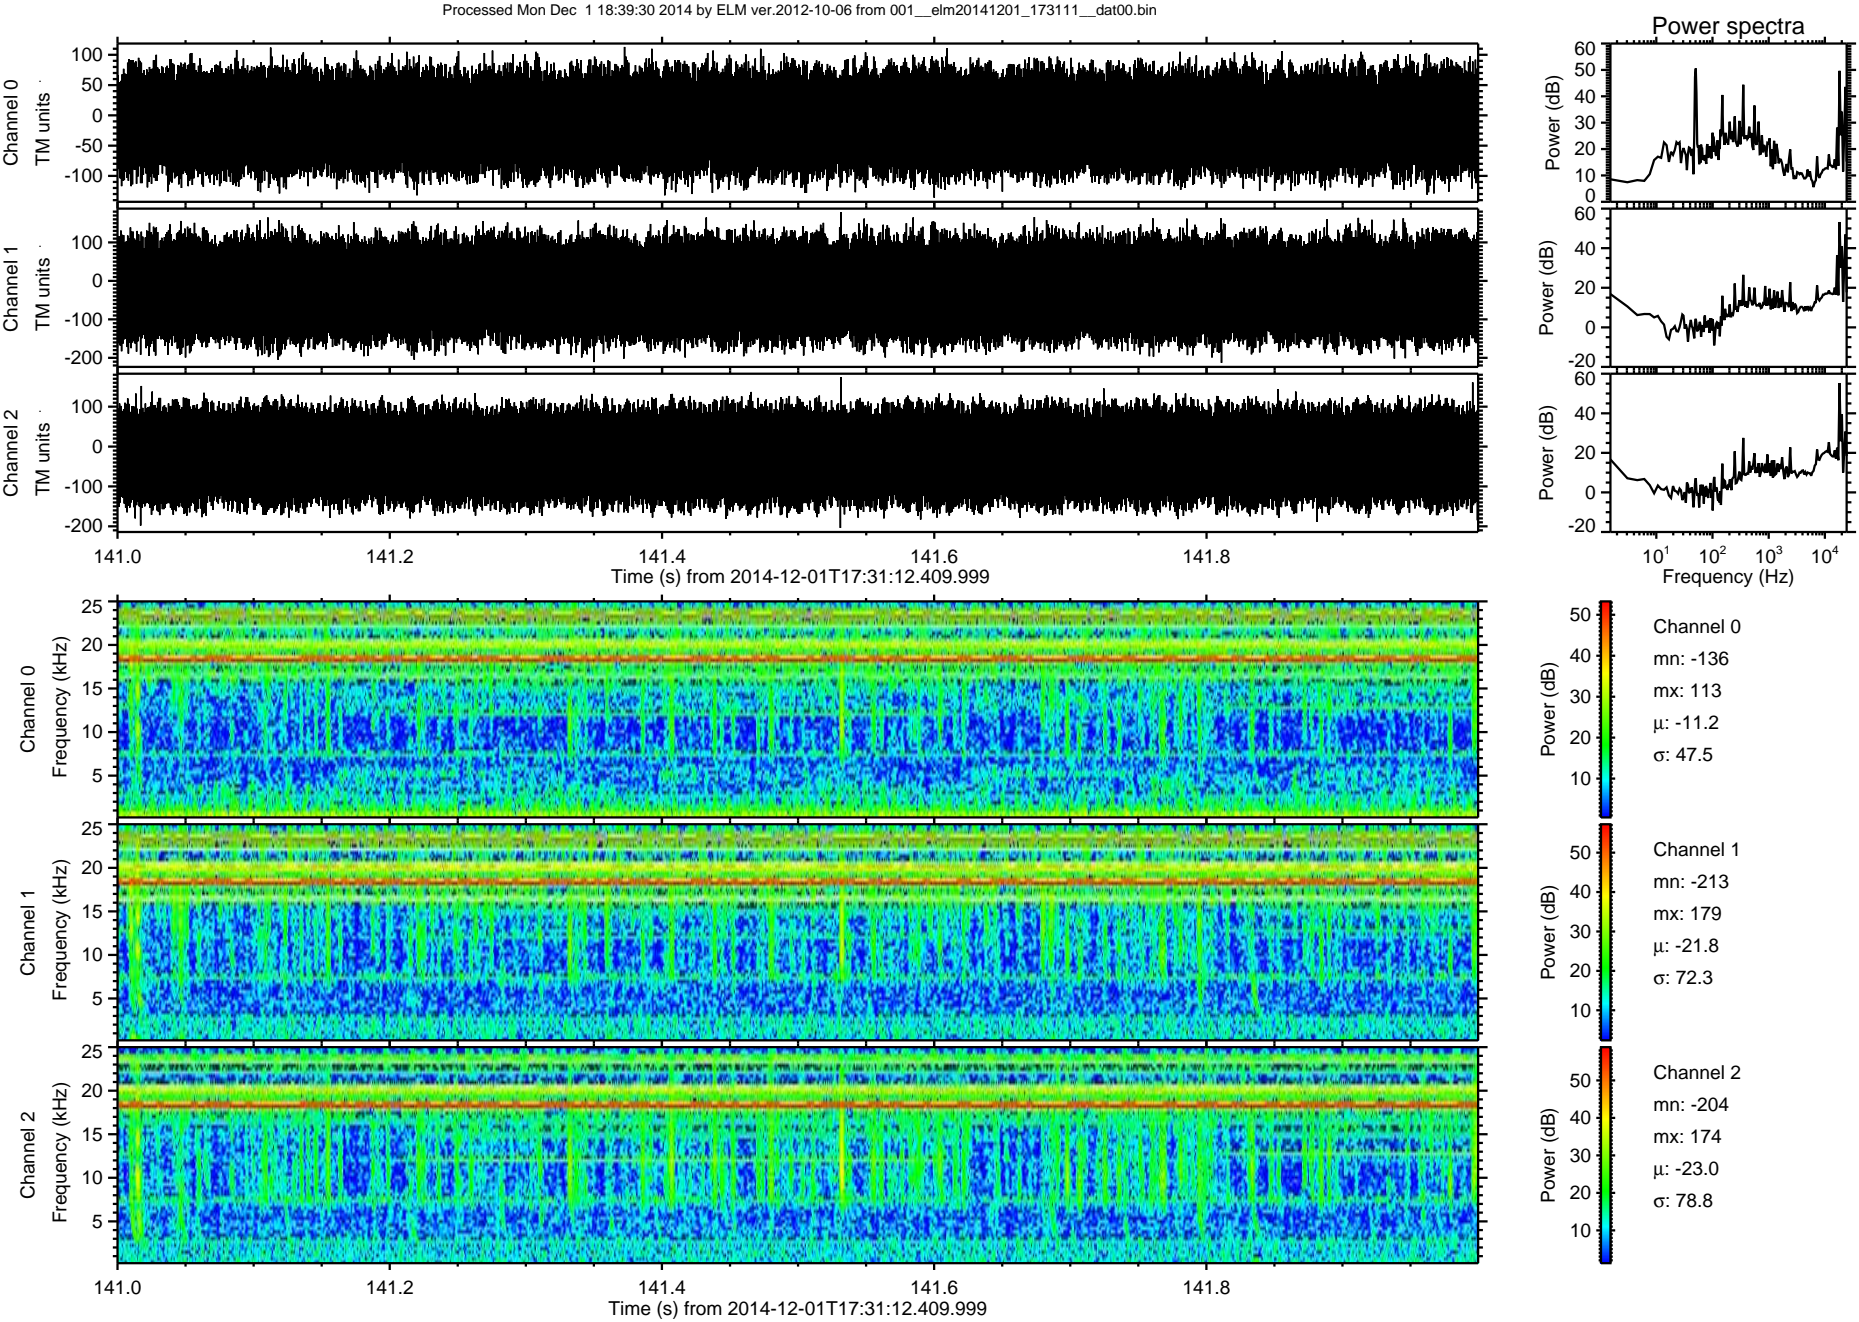 Processed Mon Dec  1 18:39:30 2014 by ELM ver.2012-10-06 from 001__elm20141201_173111__dat00.bin
Power spectra
Channel 0
TM units
100
50
0
-50
-100
Power (dB)
60
50
40
30
20
10
0
Channel 1
TM units
100
0
-100
-200
Power (dB)
60
40
20
0
-20
Channel 2
TM units
100
0
-100
-200
Power (dB)
60
40
20
0
-20
141.0 141.2 141.4 141.6 141.8
Time (s) from 2014-12-01T17:31:12.409.999
10^1 10^2 10^3 10^4
Frequency (Hz)
Channel 0
Frequency (kHz)
25
20
15
10
5
Power (dB)
50
40
30
20
10
Channel 0
mn: -136
mx: 113
μ: -11.2
σ: 47.5
Channel 1
Frequency (kHz)
25
20
15
10
5
Power (dB)
50
40
30
20
10
Channel 1
mn: -213
mx: 179
μ: -21.8
σ: 72.3
Channel 2
Frequency (kHz)
25
20
15
10
5
Power (dB)
50
40
30
20
10
Channel 2
mn: -204
mx: 174
μ: -23.0
σ: 78.8
141.0 141.2 141.4 141.6 141.8
Time (s) from 2014-12-01T17:31:12.409.999